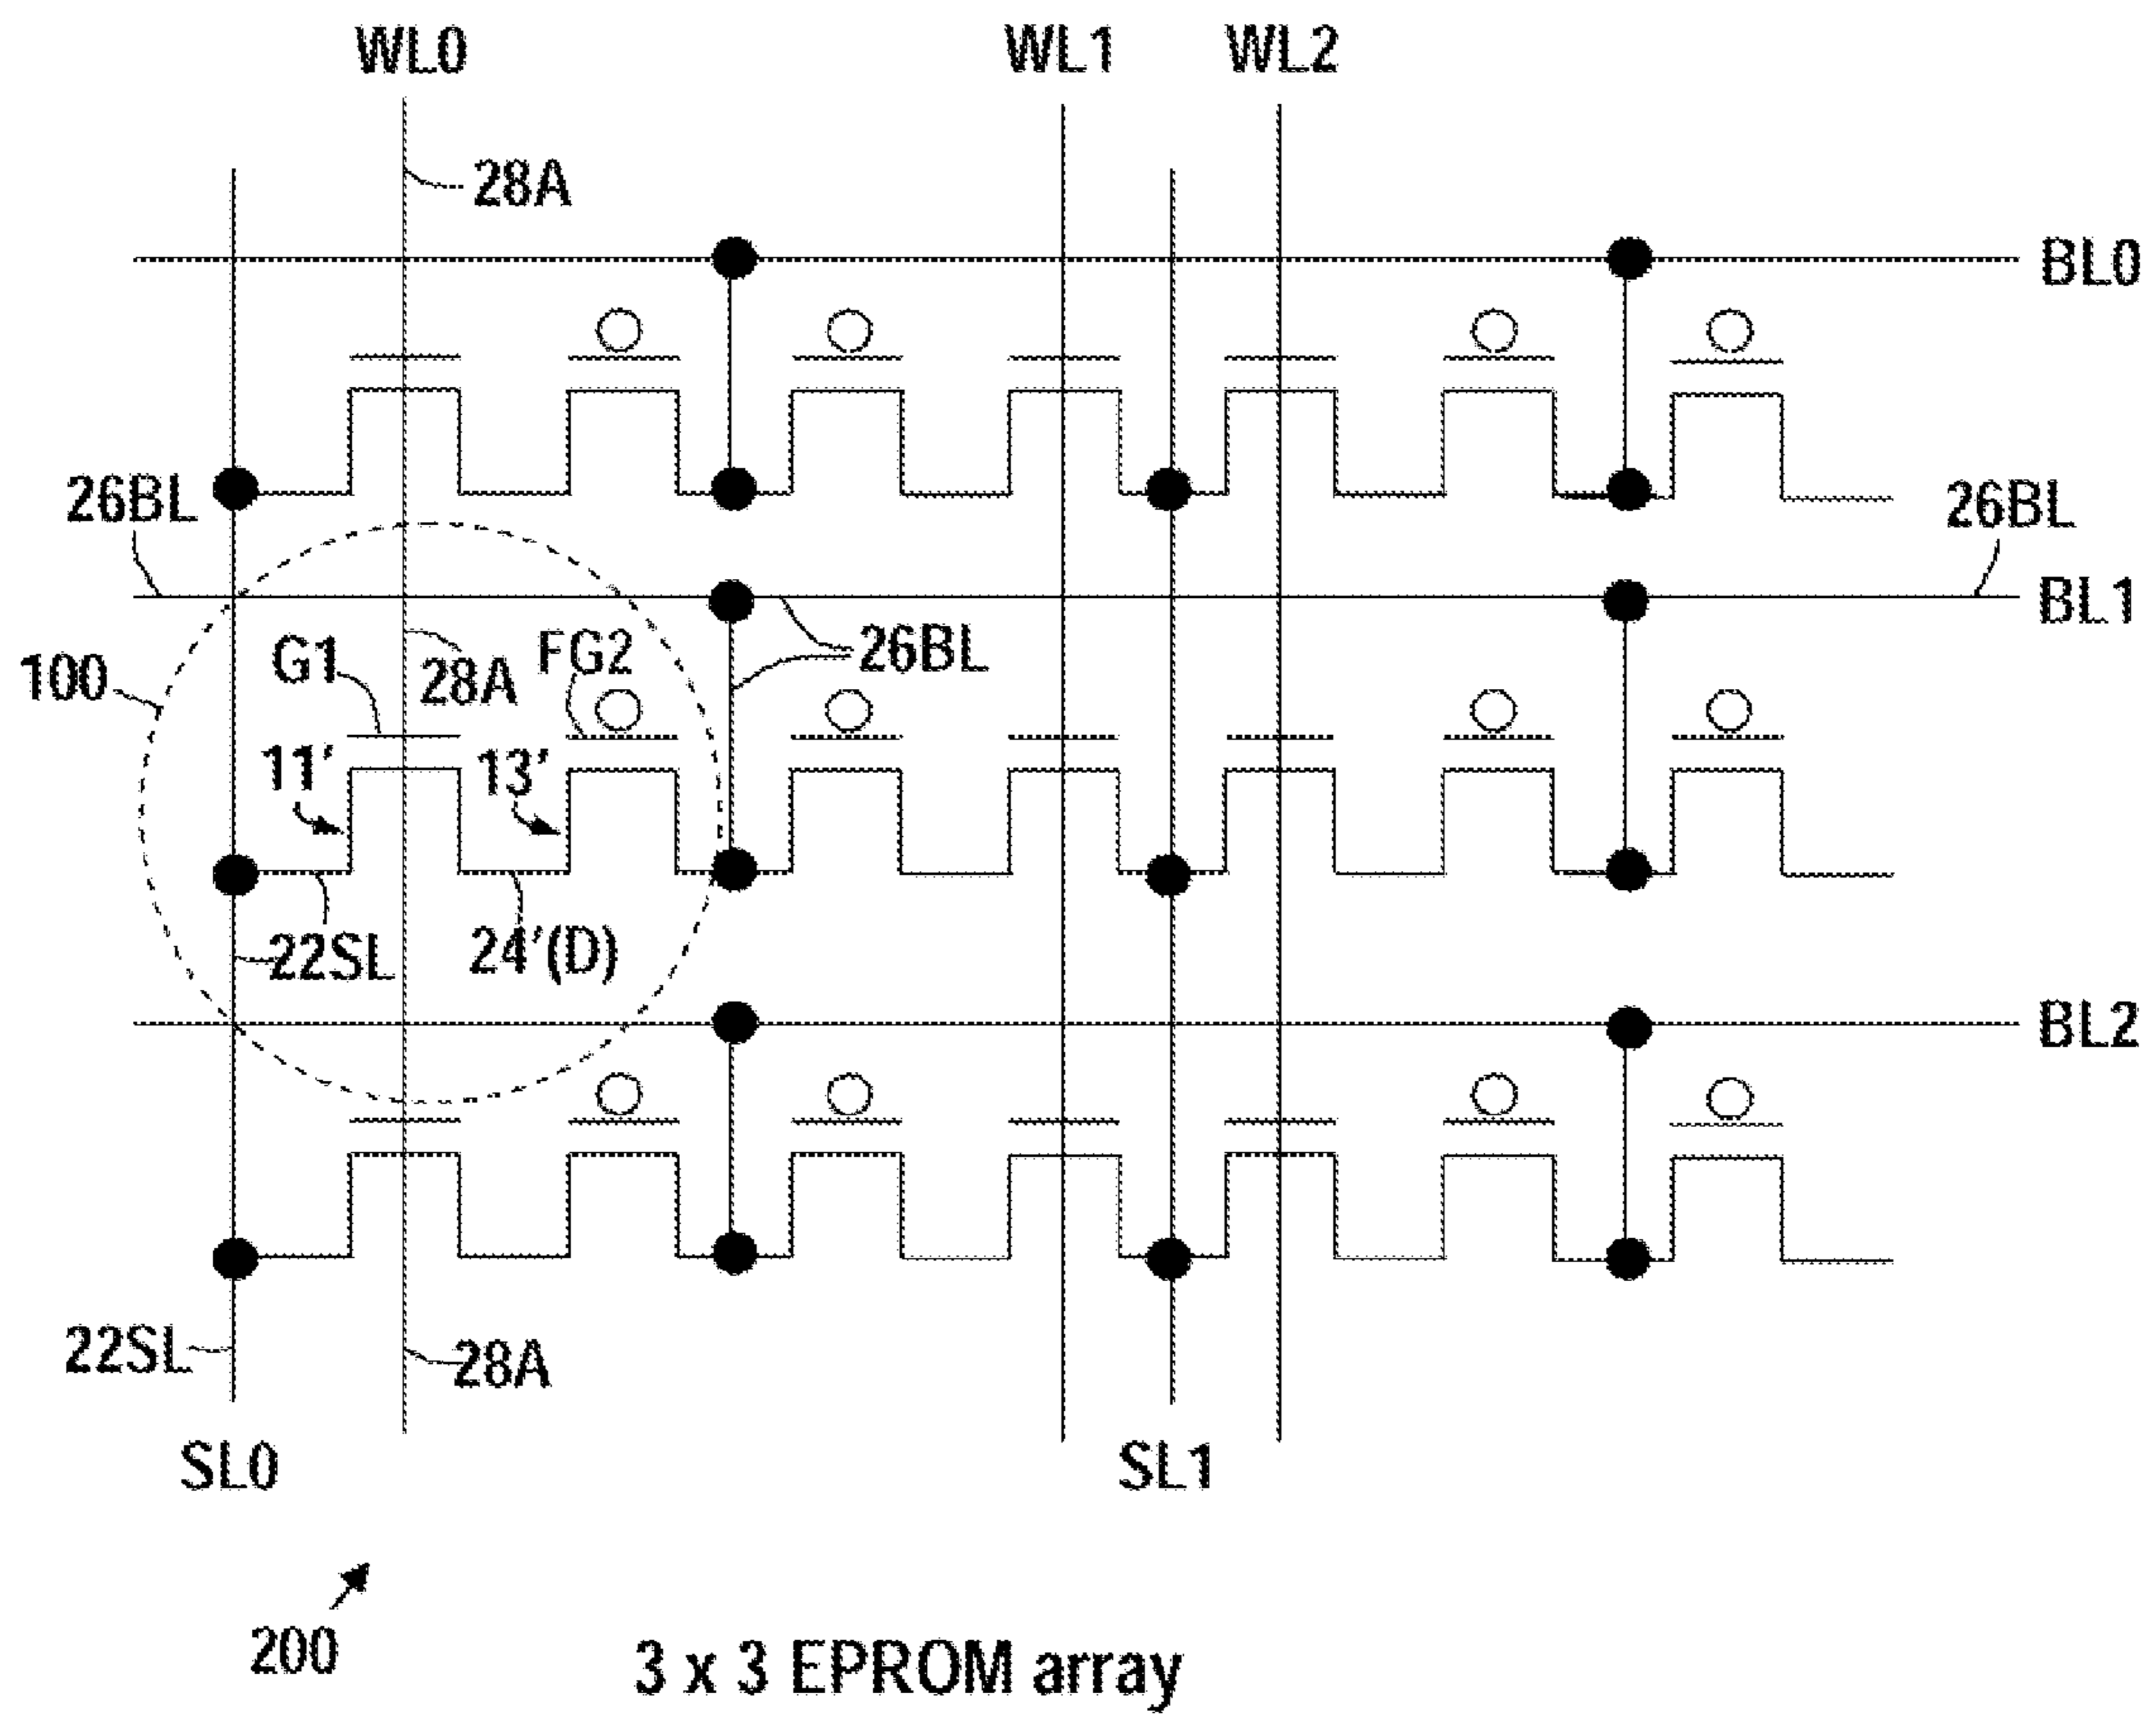 WL0 WL1 WL2
28A
BL0
26BL 26BL
BL1
100 G1 28A FG2 26BL
11' 13'
22SL 24'(D)
BL2
22SL 28A
SL0 SL1
200
3 x 3 EPROM array